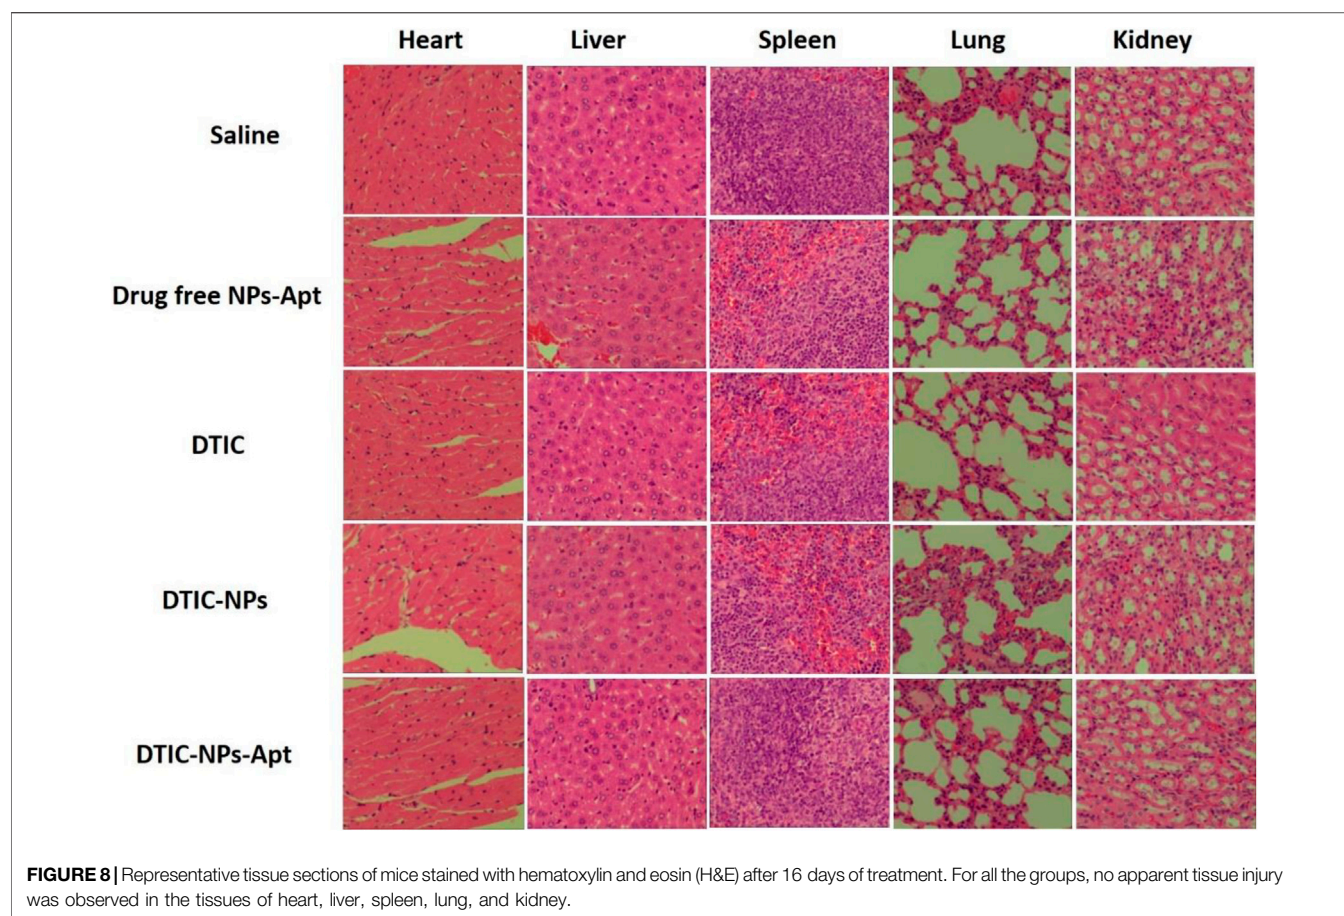 Heart Liver Spleen Lung Kidney
Saline
Drug free NPs-Apt
DTIC
DTIC-NPs
DTIC-NPs-Apt
FIGURE 8 | Representative tissue sections of mice stained with hematoxylin and eosin (H&E) after 16 days of treatment. For all the groups, no apparent tissue injury
was observed in the tissues of heart, liver, spleen, lung, and kidney.